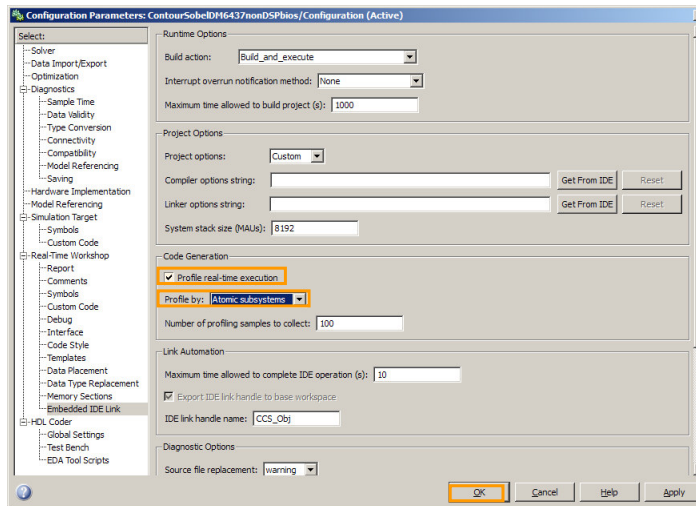 Configuration Parameters: ContourSobelDM6437nonDSPbios/Configuration (Active)
Select:
Solver
Data Import/Export
Optimization
Diagnostics
Sample Time
Data Validity
Type Conversion
Connectivity
Compatibility
Model Referencing
Saving
Hardware Implementation
Model Referencing
Simulation Target
Symbols
Custom Code
Real-Time Workshop
Report
Comments
Symbols
Custom Code
Debug
Interface
Code Style
Templates
Data Placement
Data Type Replacement
Memory Sections
Embedded IDE Link
HDL Coder
Global Settings
Test Bench
EDA Tool Scripts
Runtime Options
Build action: Build_and_execute
Interrupt overrun notification method: None
Maximum time allowed to build project (s): 1000
Project Options
Project options: Custom
Compiler options string: Get From IDE Reset
Linker options string: Get From IDE Reset
System stack size (MAUs): 8192
Code Generation
Profile real-time execution
Profile by: Atomic subsystems
Number of profiling samples to collect: 100
Link Automation
Maximum time allowed to complete IDE operation (s): 10
Export IDE link handle to base workspace
IDE link handle name: CCS_Obj
Diagnostic Options
Source file replacement: warning
? OK Cancel Help Apply